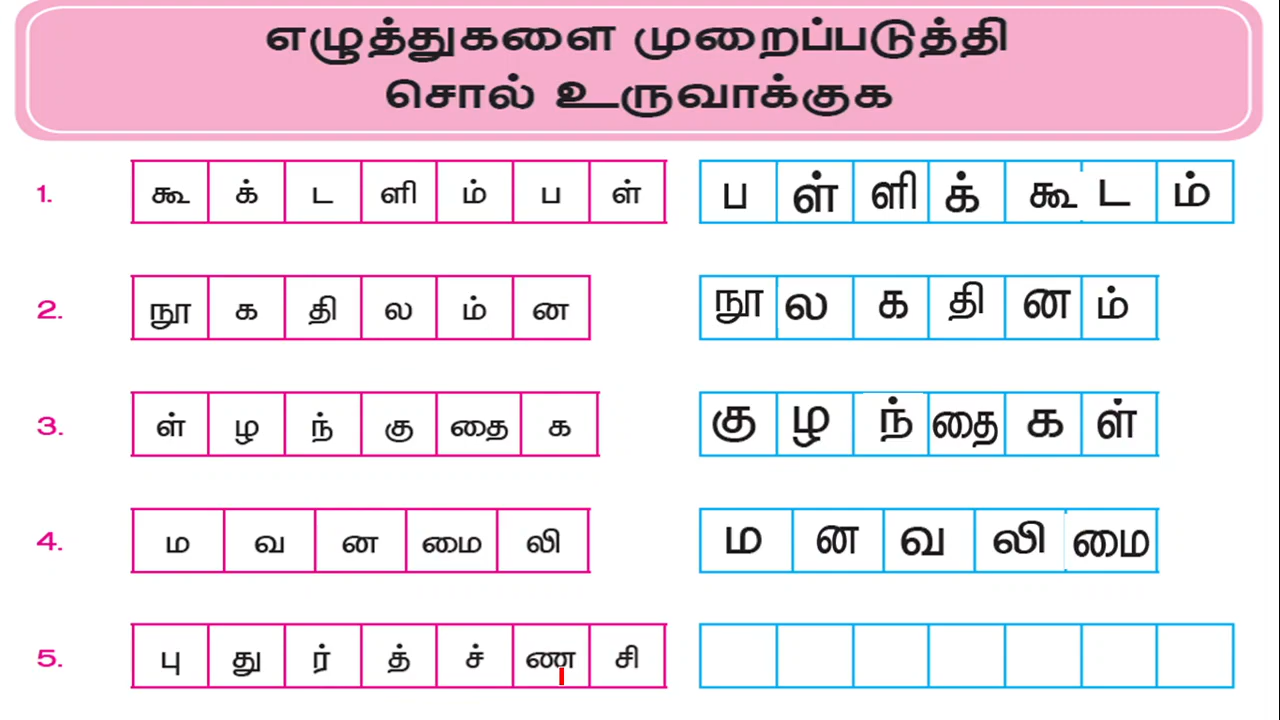 எழுத்துகளை முறைப்படுத்தி
சொல் உருவாக்குக
1. கூ க் ட ளி ம் ப ள் ப ள் ளி க் கூ ட ம்
2. நூ க தி ல ம் ன நூ ல க தி ன ம்
3. ள் ழ ந் கு தை க கு ழ ந் தை க ள்
4. ம வ ன மை லி ம ன வ லி மை
5. பு து ர் த் ச் ண சி